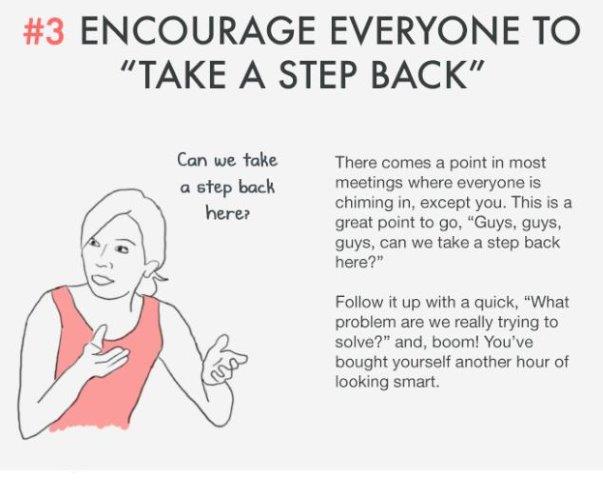 #3 ENCOURAGE EVERYONE TO
“TAKE A STEP BACK”
Can we take
a step back
here?
There comes a point in most
meetings where everyone is
chiming in, except you. This is a
great point to go, “Guys, guys,
guys, can we take a step back
here?”
Follow it up with a quick, “What
problem are we really trying to
solve?” and, boom! You’ve
bought yourself another hour of
looking smart.